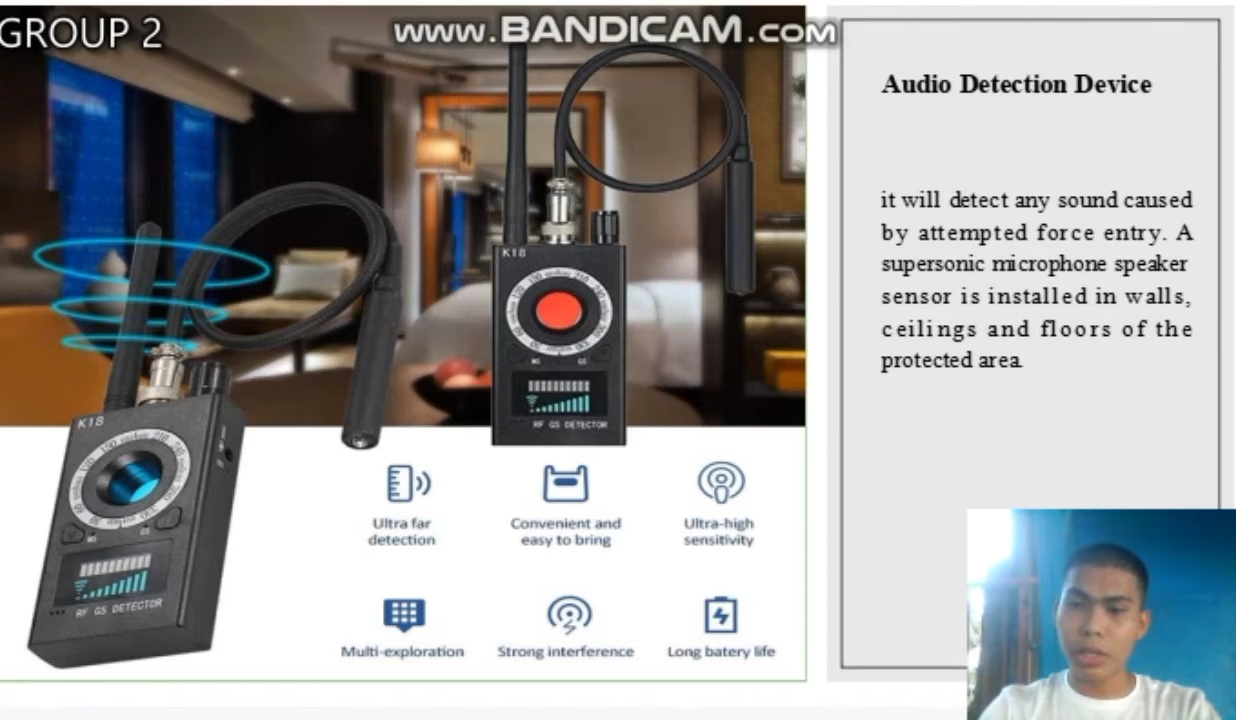 GROUP 2
www.BANDICAM.com
Audio Detection Device
it will detect any sound caused
by attempted force entry. A
supersonic microphone speaker
sensor is installed in walls,
ceilings and floors of the
protected area.
K18
RF GS DETECTOR
K18
RF GS DETECTOR
Ultra far
detection
Convenient and
easy to bring
Ultra-high
sensitivity
Multi-exploration
Strong interference
Long batery life